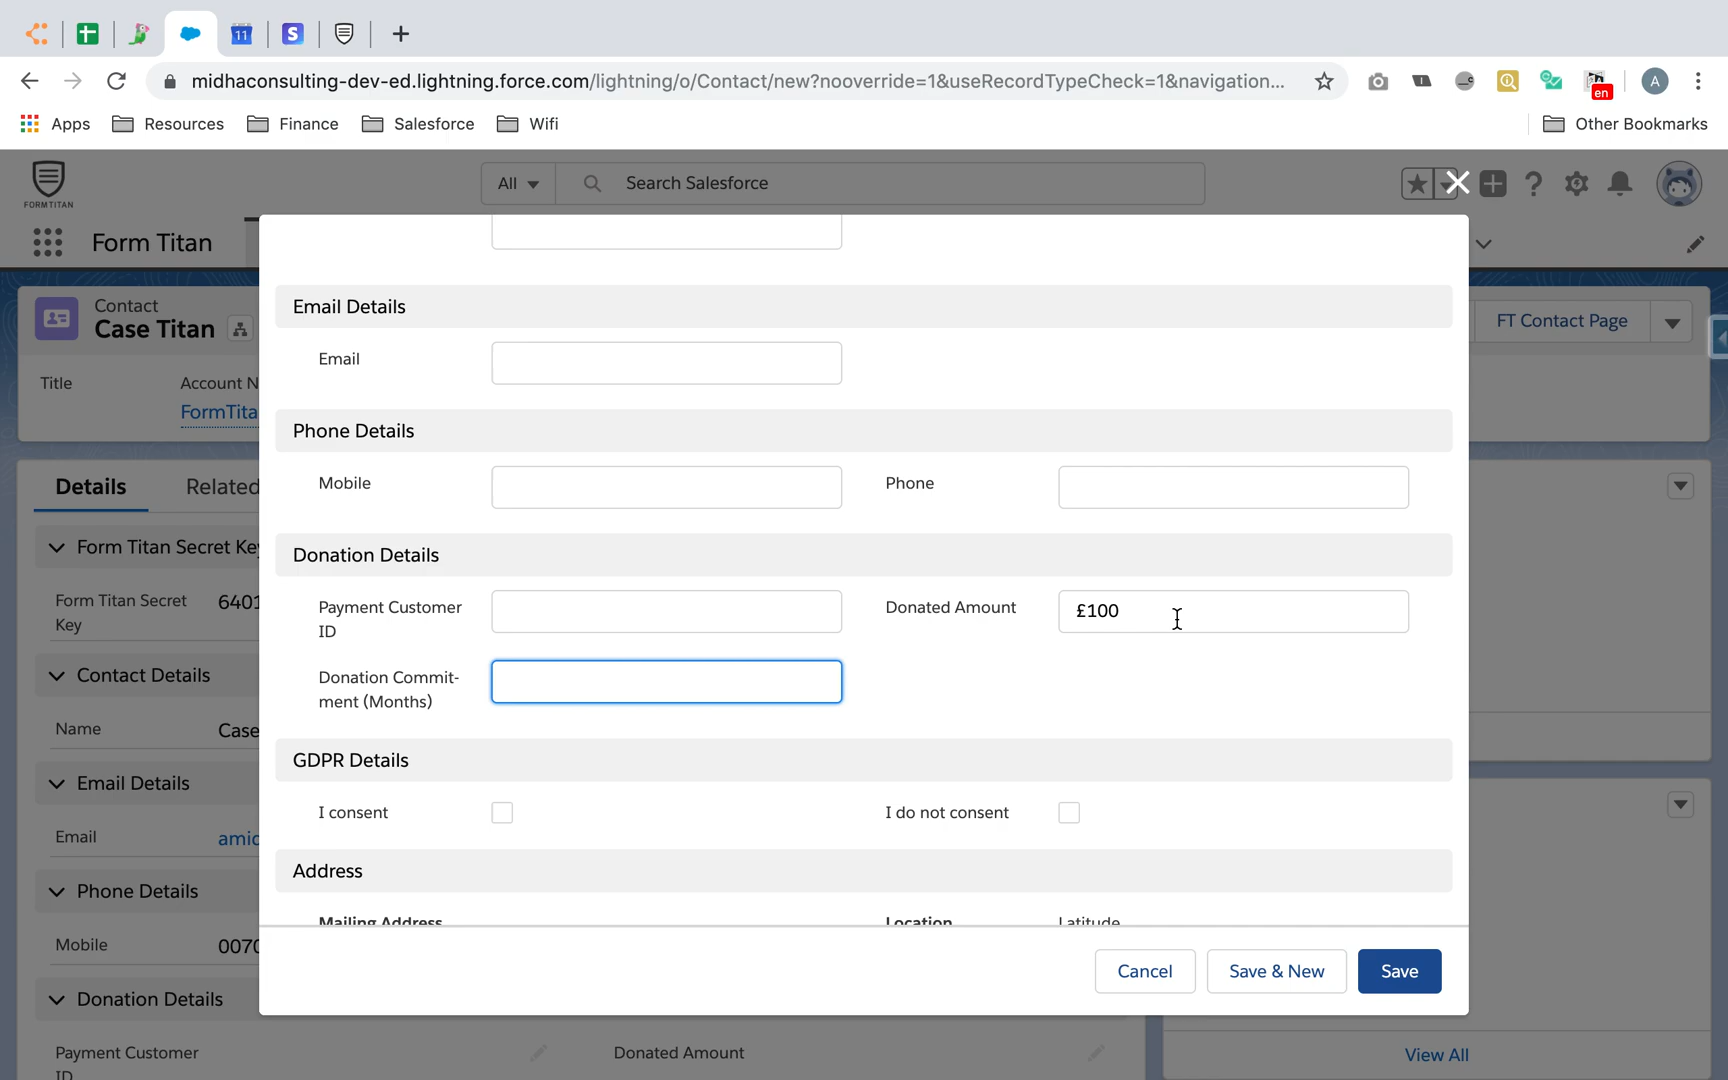 11
S
midhaconsulting-dev-ed.lightning.force.com/lightning/o/Contact/new?nooverride=1&useRecordTypeCheck=1&navigation...
en
A
Apps
Resources
Finance
Salesforce
Wifi
Other Bookmarks
FORMTITAN
All
Search Salesforce
Form Titan
Contact
Case Titan
FT Contact Page
Title
Account N
FormTita
Details
Related
Form Titan Secret Key
Form Titan Secret
Key
6401
Contact Details
Name
Case
Email Details
Email
amid
Phone Details
Mobile
0070
Donation Details
Payment Customer
ID
Donated Amount
View All
Email Details
Email
Phone Details
Mobile
Phone
Donation Details
Payment Customer
ID
Donated Amount
£100
Donation Commit-
ment (Months)
GDPR Details
I consent
I do not consent
Address
Mailing Address
Location
Latitude
Cancel
Save & New
Save